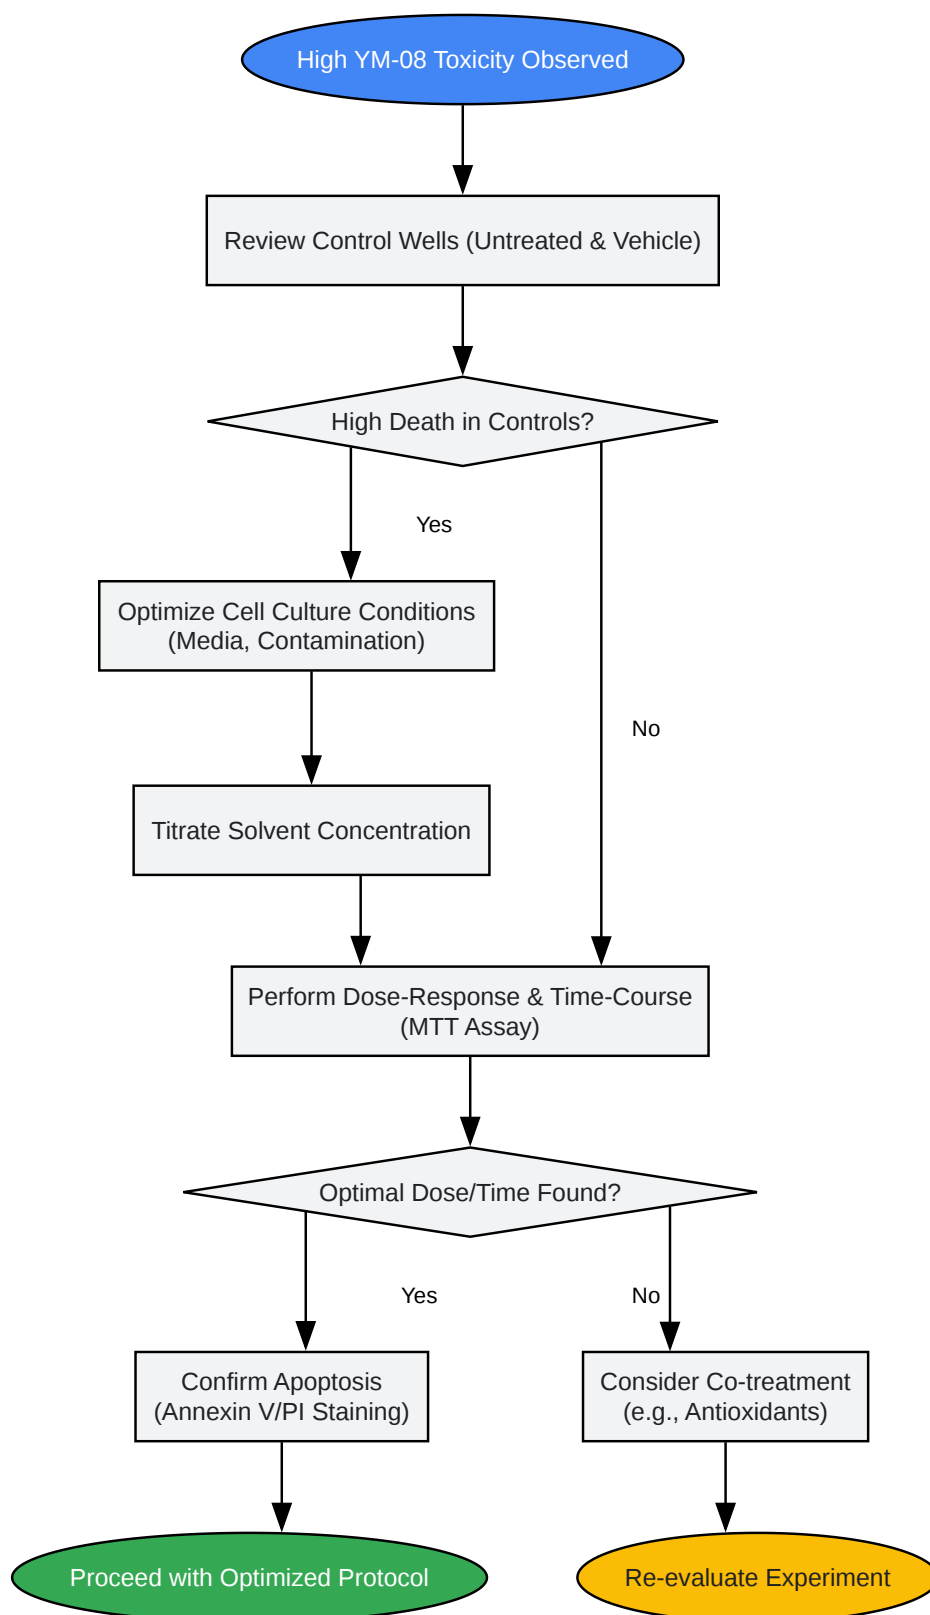 High YM-08 Toxicity Observed
Review Control Wells (Untreated & Vehicle)
High Death in Controls?
Yes
Optimize Cell Culture Conditions
(Media, Contamination)
No
Titrate Solvent Concentration
Perform Dose-Response & Time-Course
(MTT Assay)
Optimal Dose/Time Found?
Yes
No
Confirm Apoptosis
(Annexin V/PI Staining)
Consider Co-treatment
(e.g., Antioxidants)
Proceed with Optimized Protocol
Re-evaluate Experiment